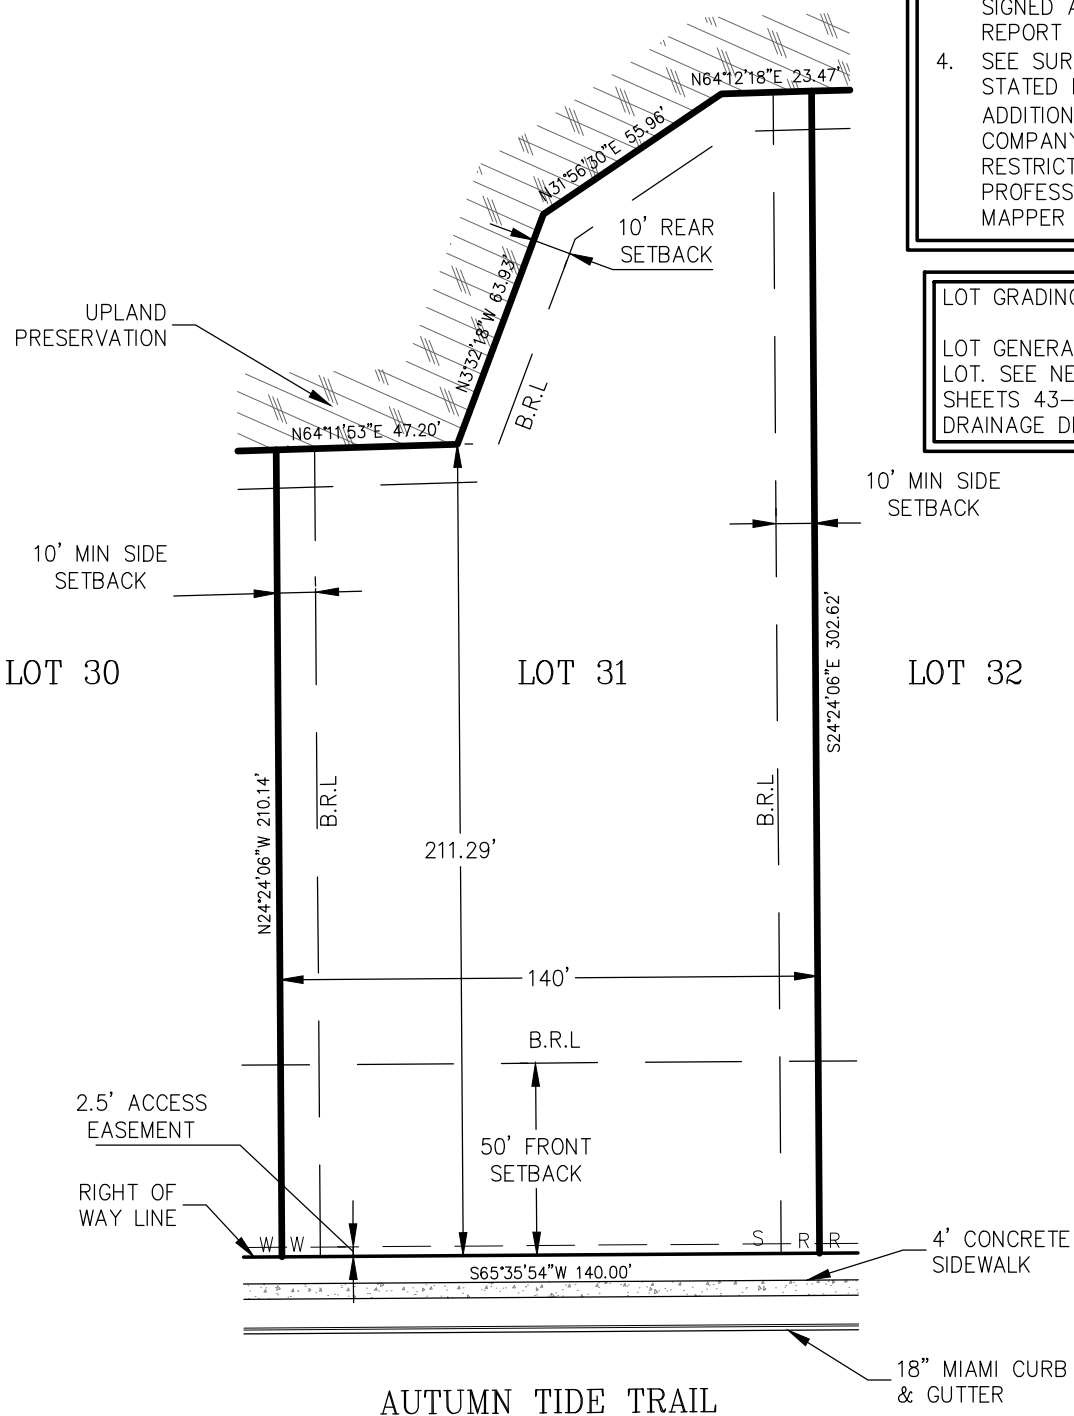 SIGNED A
REPORT
4. SEE SUR
STATED
ADDITION
COMPANY
RESTRICT
PROFESS
MAPPER
LOT GRADING
LOT GENERA
LOT. SEE NE
SHEETS 43-
DRAINAGE D
N64°12'18"E 23.47'
N31°56'30"E 55.96'
10' REAR
SETBACK
N3°32'18"W 63.93'
UPLAND
PRESERVATION
B.R.L
N64°11'53"E 47.20'
10' MIN SIDE
SETBACK
10' MIN SIDE
SETBACK
S24°24'06"E 302.62'
LOT 30
LOT 31
LOT 32
N24°24'06"W 210.14'
B.R.L
B.R.L
211.29'
140'
B.R.L
2.5' ACCESS
EASEMENT
50' FRONT
SETBACK
RIGHT OF
WAY LINE
W W
S R R
4' CONCRETE
SIDEWALK
S65°35'54"W 140.00'
18" MIAMI CURB
& GUTTER
AUTUMN TIDE TRAIL